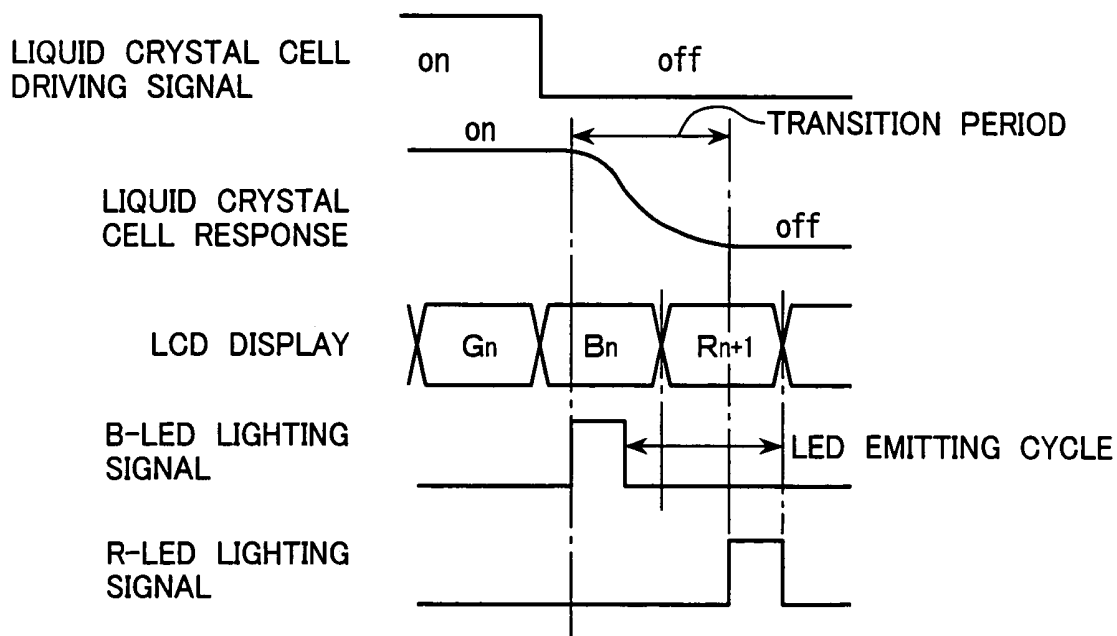 LIQUID CRYSTAL CELL
DRIVING SIGNAL
on
off
TRANSITION PERIOD
on
LIQUID CRYSTAL
CELL RESPONSE
off
LCD DISPLAY
Gn
Bn
Rn+1
B-LED LIGHTING
SIGNAL
LED EMITTING CYCLE
R-LED LIGHTING
SIGNAL